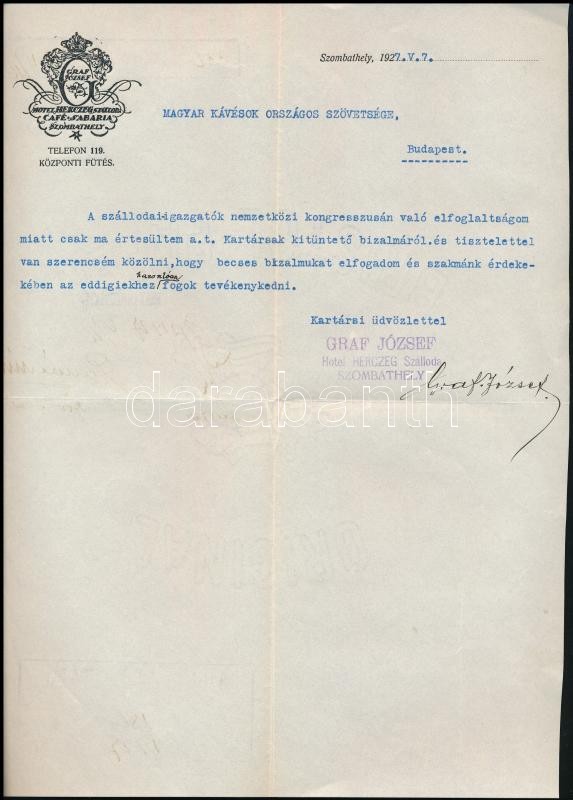 GRAF
JÓZSEF
HOTEL HERCZEG SZÁLLODA
CAFÉ SABARIA
SZOMBATHELY
TELEFON 119.
KÖZPONTI FÜTÉS.
Szombathely, 1927.V.7.
MAGYAR KÁVÉSOK ORSZÁGOS SZÖVETSÉGE,
Budapest.
A szállodai-igazgatók nemzetközi kongresszusán való elfoglaltságom
miatt csak ma értesültem a.t. Kartársak kitüntető bizalmáról.és tisztelettel
van szerencsém közölni,hogy becses bizalmukat elfogadom és szakmánk érdeke-
hasonlóan
kében az eddigiekhez/fogok tevékenykedni.
Kartársi üdvözlettel
GRAF JÓZSEF
Hotel HERCZEG Szálloda
SZOMBATHELY
Graf József
darabanth